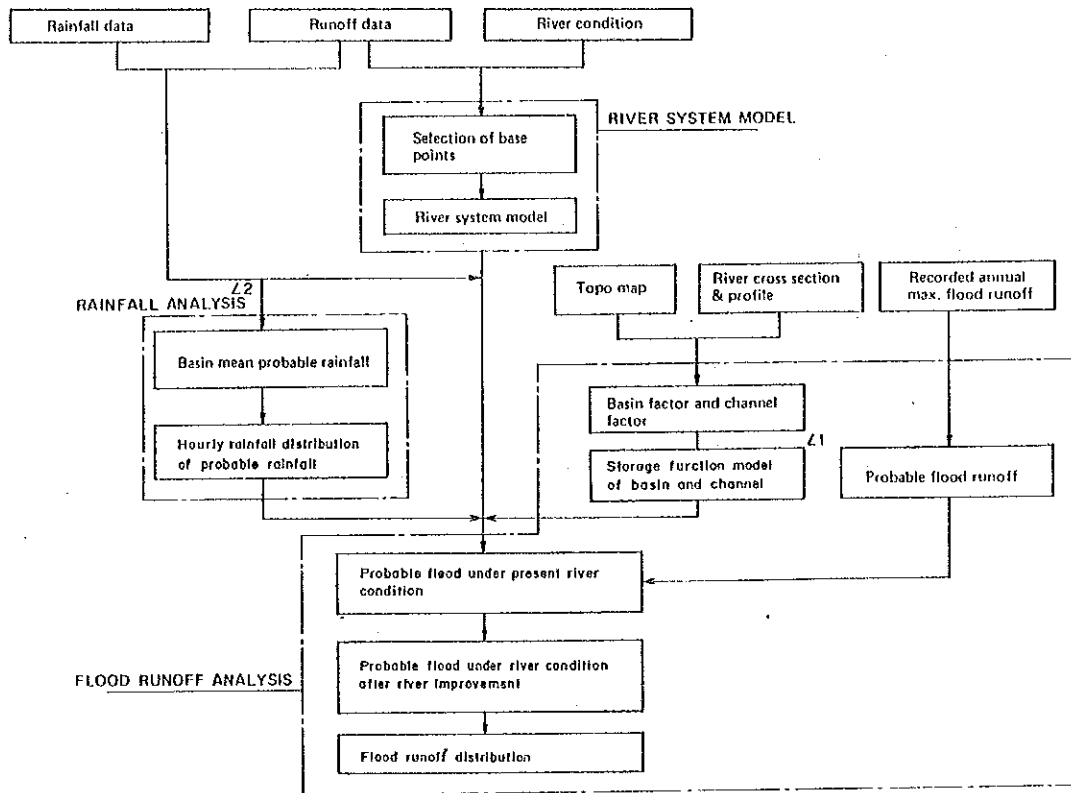 Rainfall data
Runoff data
River condition
RIVER SYSTEM MODEL
Selection of base
points
River system model
∠2
RAINFALL ANALYSIS
Topo map
River cross section
& profile
Recorded annual
max. flood runoff
Basin mean probable rainfall
Hourly rainfall distribution
of probable rainfall
Basin factor and channel
factor
∠1
Storage function model
of basin and channel
Probable flood runoff
Probable flood under present river
condition
Probable flood under river condition
after river improvement
FLOOD RUNOFF ANALYSIS
Flood runoff distribution